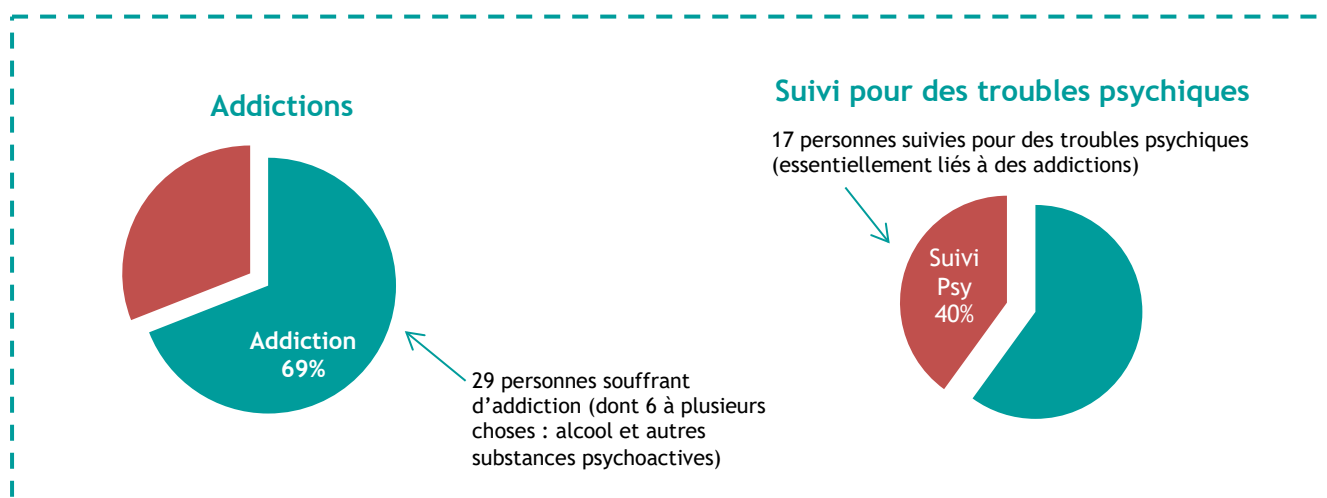 Addictions
Addiction
69%
29 personnes souffrant
d’addiction (dont 6 à plusieurs
choses : alcool et autres
substances psychoactives)
Suivi pour des troubles psychiques
17 personnes suivies pour des troubles psychiques
(essentiellement liés à des addictions)
Suivi
Psy
40%